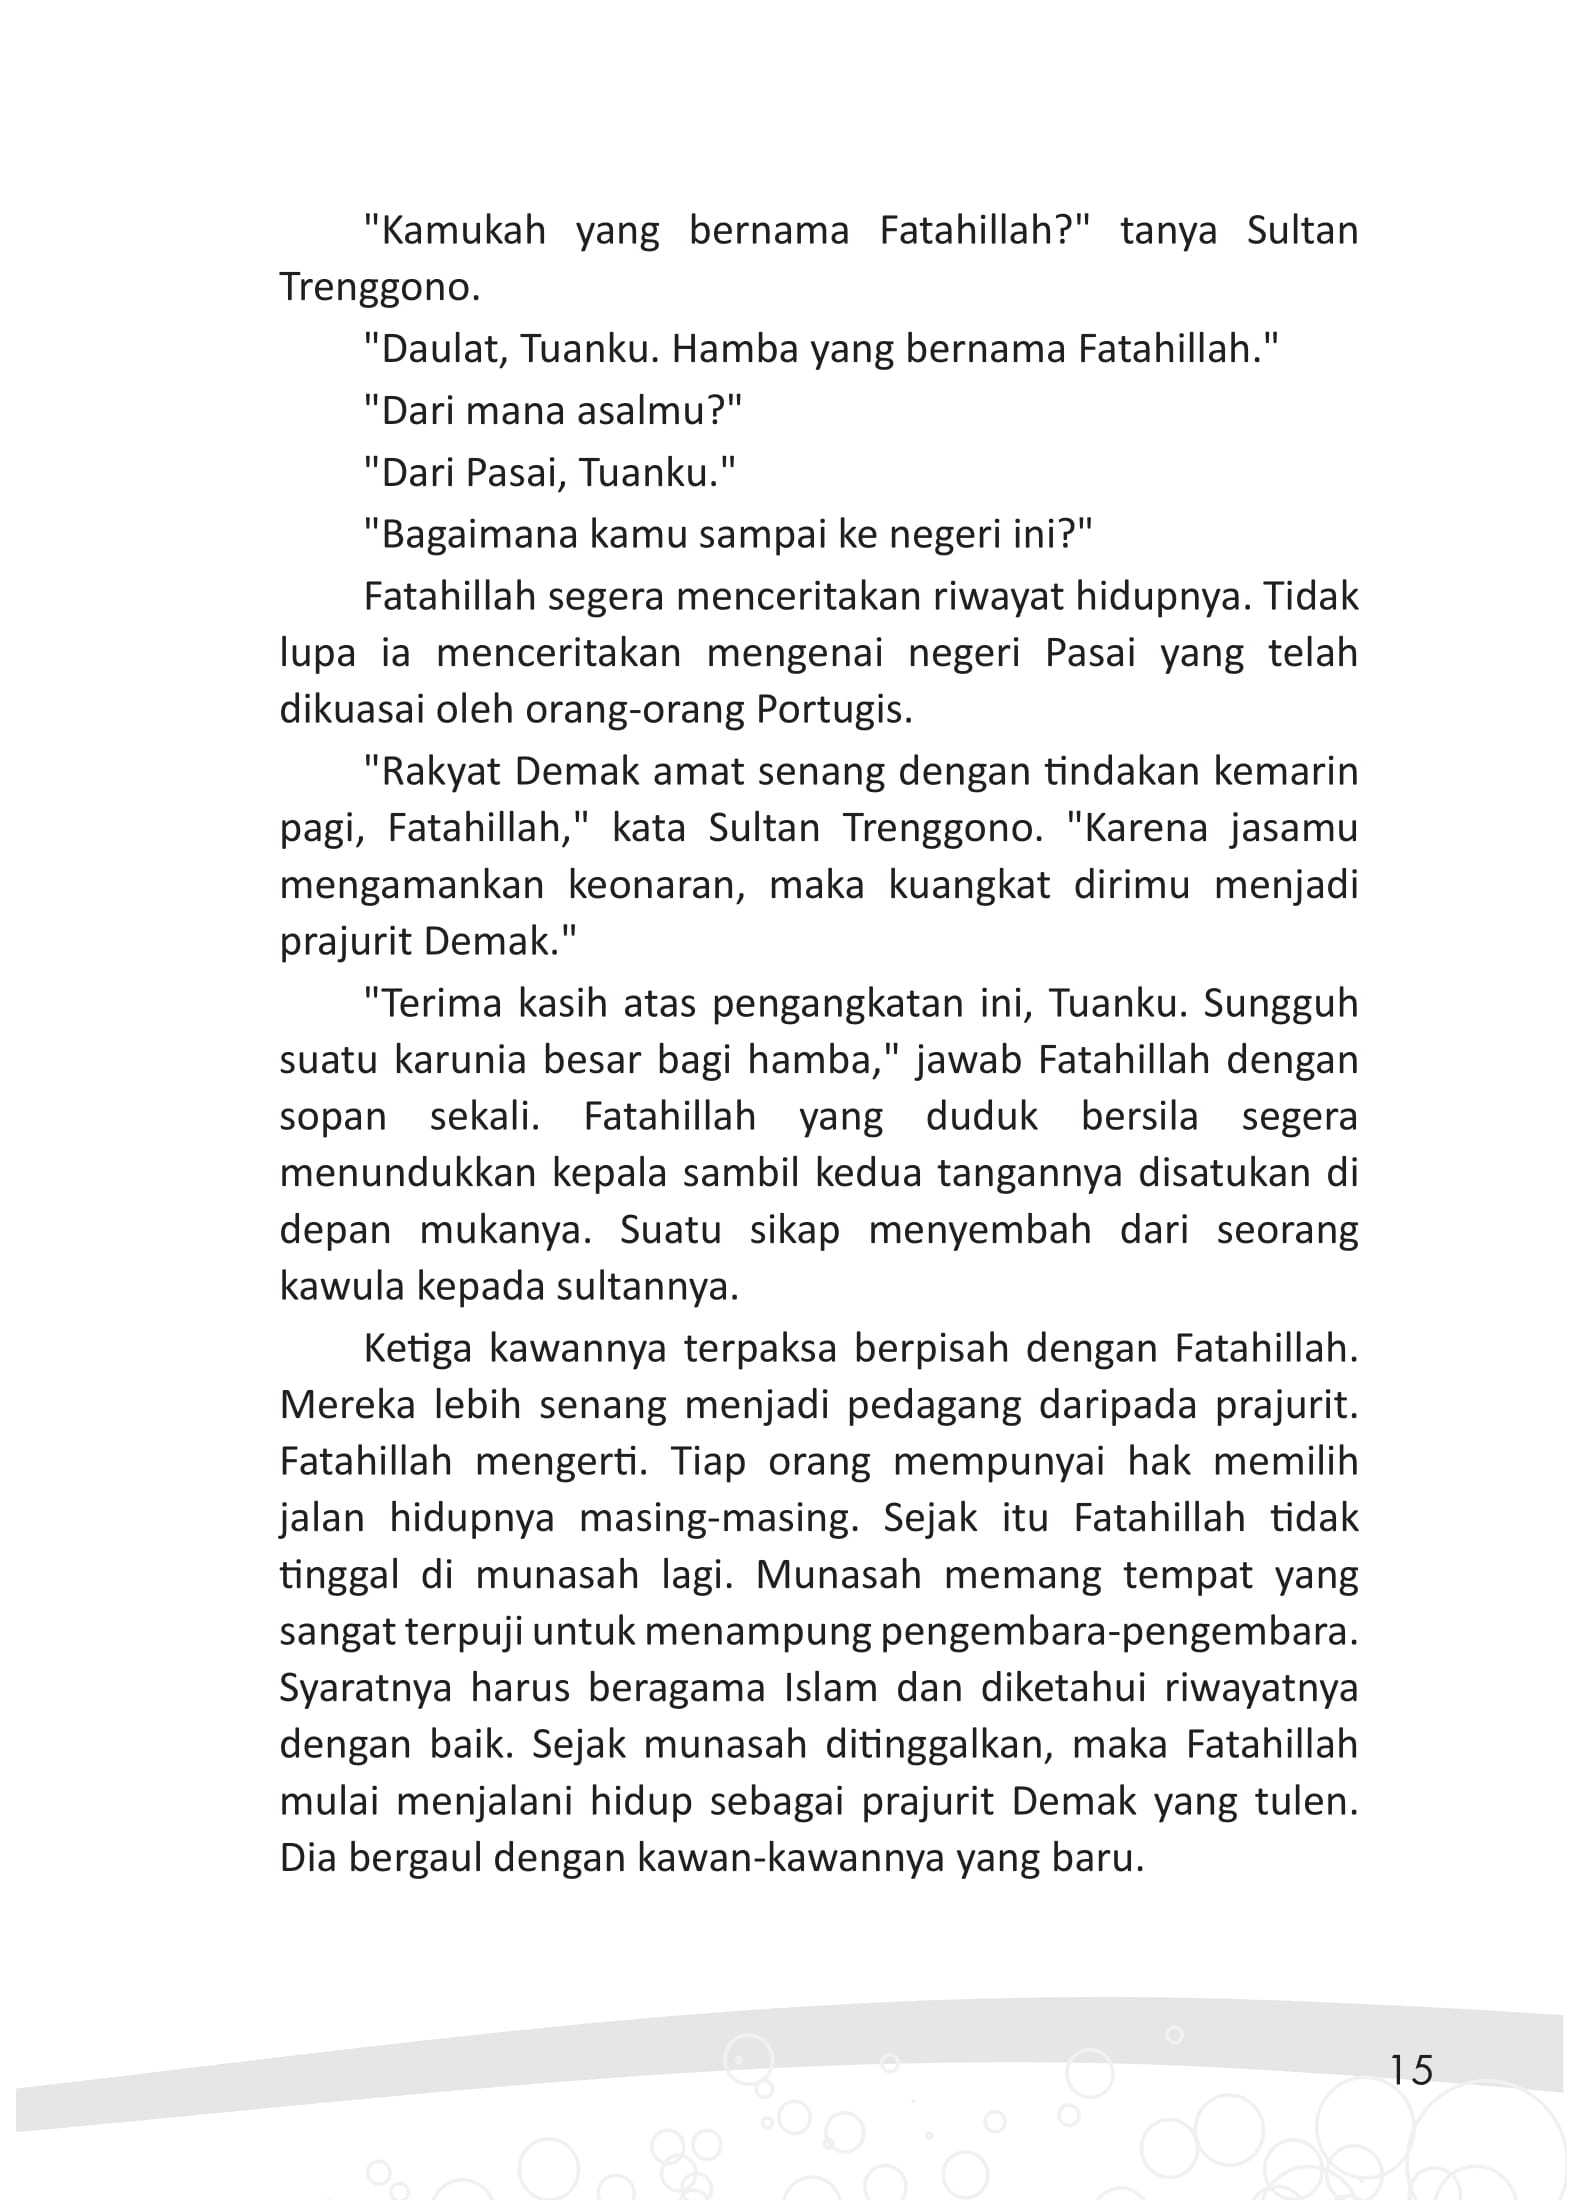 "Kamukah yang bernama Fatahillah?" tanya Sultan
Trenggono.
"Daulat, Tuanku. Hamba yang bernama Fatahillah."
"Dari mana asalmu?"
"Dari Pasai, Tuanku."
"Bagaimana kamu sampai ke negeri ini?"
Fatahillah segera menceritakan riwayat hidupnya. Tidak
lupa ia menceritakan mengenai negeri Pasai yang telah
dikuasai oleh orang-orang Portugis.
"Rakyat Demak amat senang dengan tindakan kemarin
pagi, Fatahillah," kata Sultan Trenggono. "Karena jasamu
mengamankan keonaran, maka kuangkat dirimu menjadi
prajurit Demak."
"Terima kasih atas pengangkatan ini, Tuanku. Sungguh
suatu karunia besar bagi hamba," jawab Fatahillah dengan
sopan sekali. Fatahillah yang duduk bersila segera
menundukkan kepala sambil kedua tangannya disatukan di
depan mukanya. Suatu sikap menyembah dari seorang
kawula kepada sultannya.
Ketiga kawannya terpaksa berpisah dengan Fatahillah.
Mereka lebih senang menjadi pedagang daripada prajurit.
Fatahillah mengerti. Tiap orang mempunyai hak memilih
jalan hidupnya masing-masing. Sejak itu Fatahillah tidak
tinggal di munasah lagi. Munasah memang tempat yang
sangat terpuji untuk menampung pengembara-pengembara.
Syaratnya harus beragama Islam dan diketahui riwayatnya
dengan baik. Sejak munasah ditinggalkan, maka Fatahillah
mulai menjalani hidup sebagai prajurit Demak yang tulen.
Dia bergaul dengan kawan-kawannya yang baru.
15